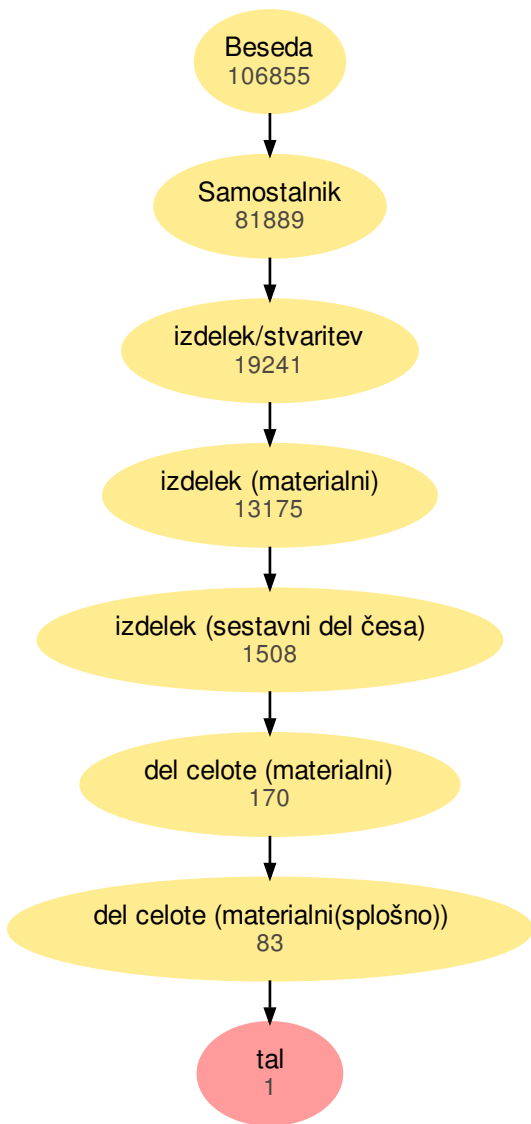 Beseda
106855
Samostalnik
81889
izdelek/stvaritev
19241
izdelek (materialni)
13175
izdelek (sestavni del česa)
1508
del celote (materialni)
170
del celote (materialni(splošno))
83
tal
1